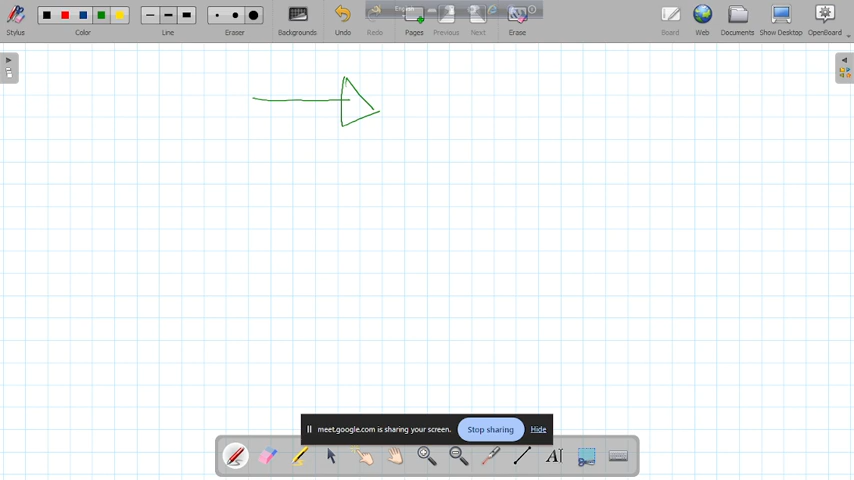 English
Stylus Color Line Eraser Backgrounds Undo Redo Pages Previous Next Erase Board Web Documents Show Desktop OpenBoard
meet.google.com is sharing your screen. Stop sharing Hide